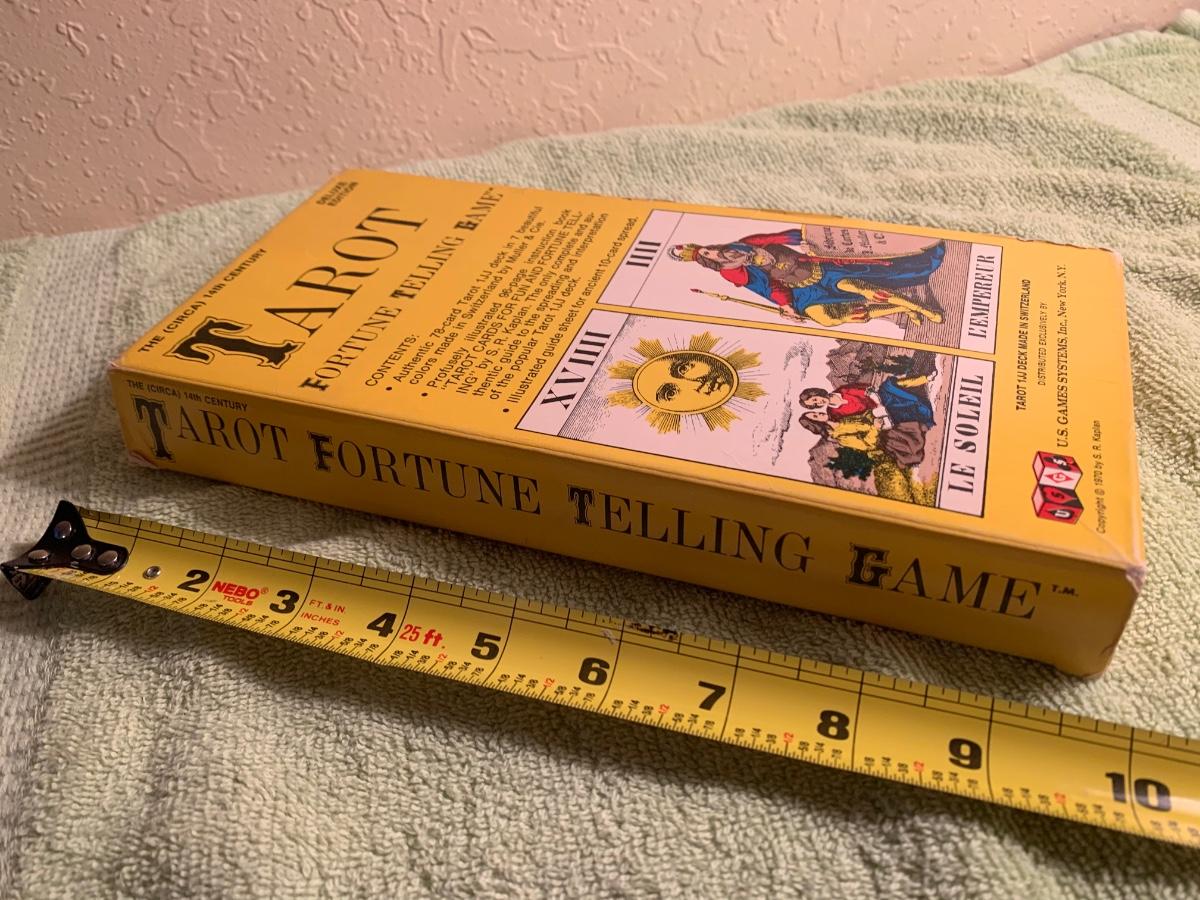 THE (CIRCA) 14th CENTURY
DELUXE
EDITION
TAROT
FORTUNE TELLING GAME™
CONTENTS:
• Authentic 78-card Tarot 1JJ deck in 7 beautiful
colors made in Switzerland by Muller & Cie.
• Profusely illustrated 96-page instruction book
"TAROT CARDS FOR FUN AND FORTUNE TELL-
ING" by S. R. Kaplan. The only complete and au-
thentic guide to the spreading and interpretation
of the popular Tarot 1JJ deck.
• Illustrated guide sheet for ancient 10-card spread.
IIII
L'EMPEREUR
XVIIII
LE SOLEIL
TAROT 1JJ DECK MADE IN SWITZERLAND
DISTRIBUTED EXCLUSIVELY BY
U.S. GAMES SYSTEMS, Inc., New York, N.Y.
USGS
Copyright © 1970 by S. R. Kaplan
THE (CIRCA) 14th CENTURY
TAROT FORTUNE TELLING GAME T.M.
2 NEBO® TOOLS 3 FT. & IN. INCHES 4 25 ft. 5 6 7 8 9 10